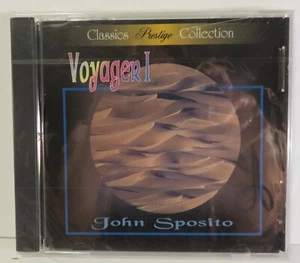 Classics Prestige Collection
Voyager I
John Sposito